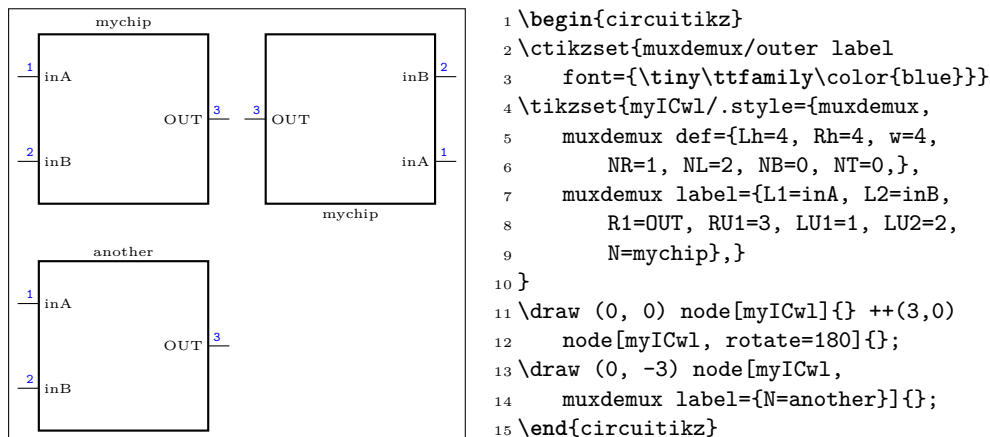 mychip
1 inA
2 inB
OUT 3
3 OUT
inB 2
inA 1
mychip
another
1 inA
2 inB
OUT 3
1 \begin{circuitikz}
2 \ctikzset{muxdemux/outer label
3 font={\tiny\ttfamily\color{blue}}}
4 \tikzset{myICwl/.style={muxdemux,
5 muxdemux def={Lh=4, Rh=4, w=4,
6 NR=1, NL=2, NB=0, NT=0,},
7 muxdemux label={L1=inA, L2=inB,
8 R1=OUT, RU1=3, LU1=1, LU2=2,
9 N=mychip},}
10 }
11 \draw (0, 0) node[myICwl]{} ++(3,0)
12 node[myICwl, rotate=180]{};
13 \draw (0, -3) node[myICwl,
14 muxdemux label={N=another}]{};
15 \end{circuitikz}